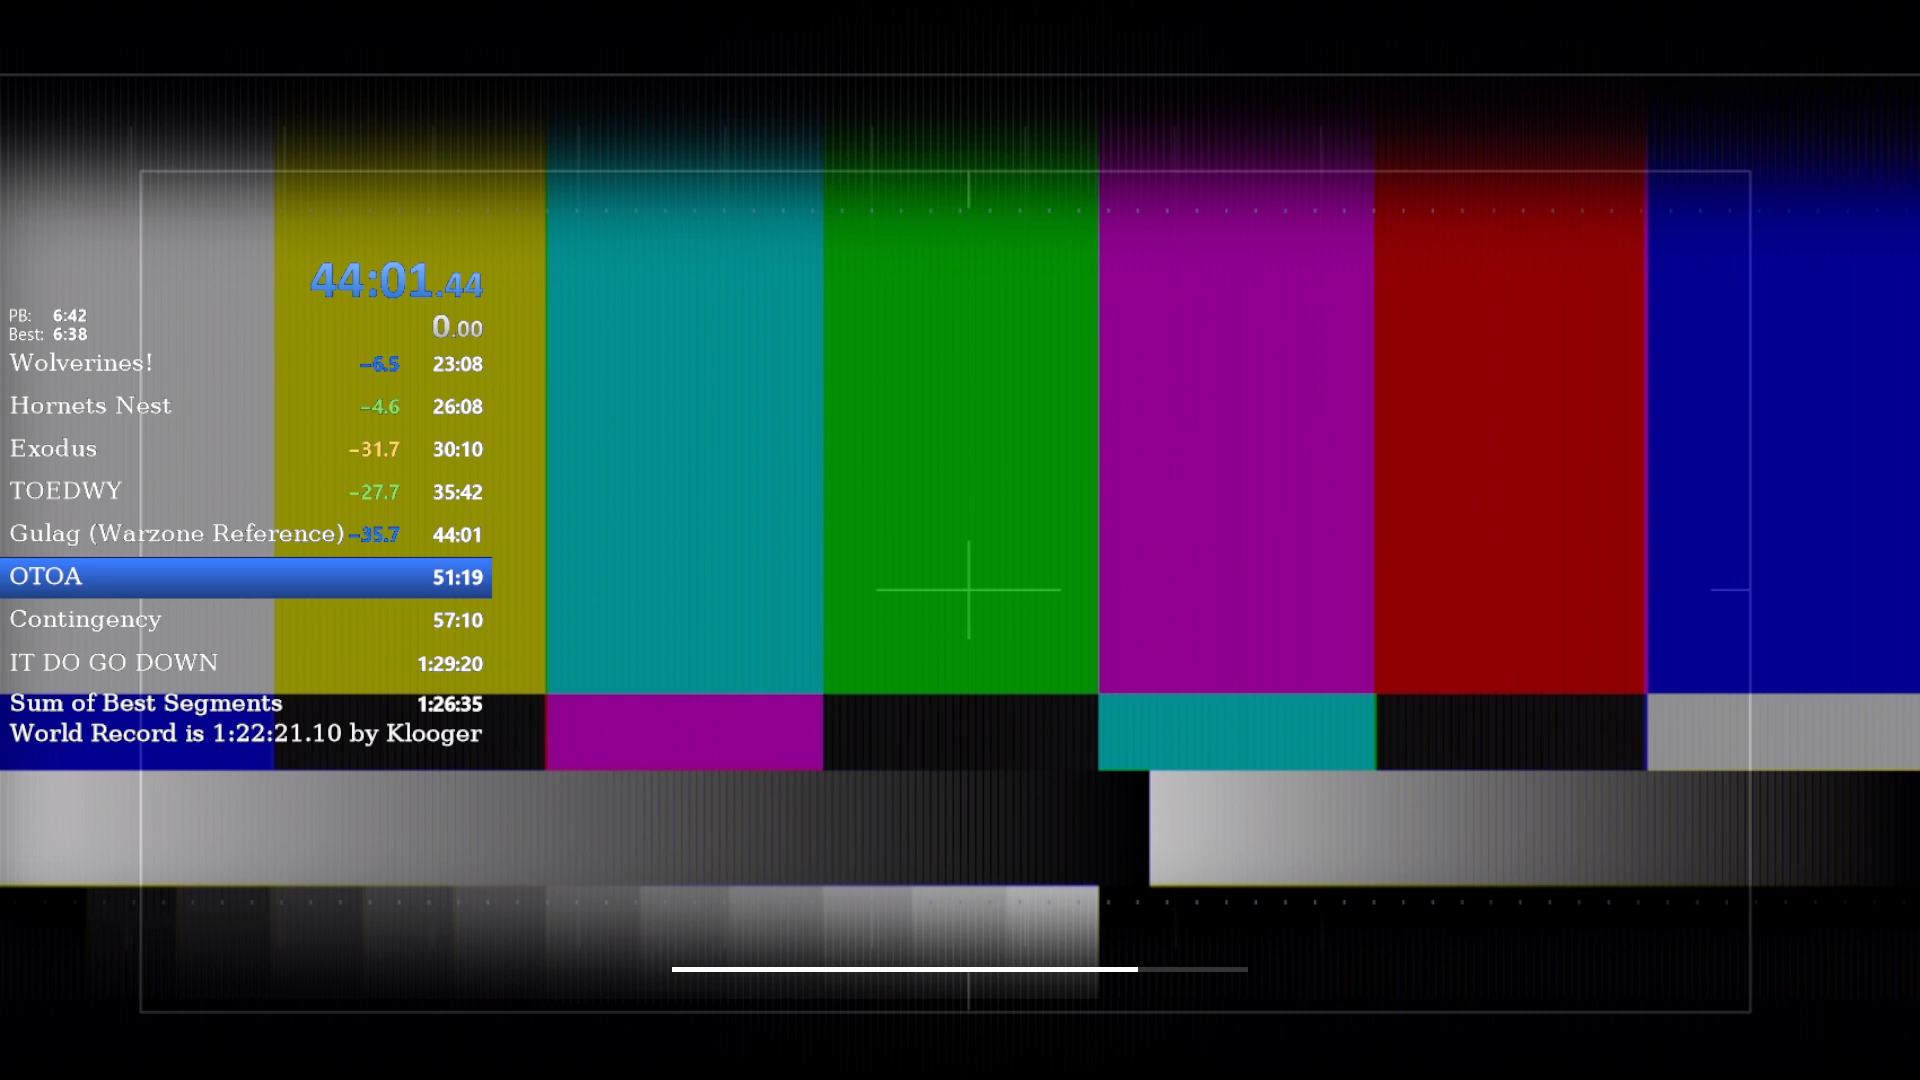 44:01.44
PB: 6:42
Best: 6:38
0.00
Wolverines! −6.5 23:08
Hornets Nest −4.6 26:08
Exodus −31.7 30:10
TOEDWY −27.7 35:42
Gulag (Warzone Reference) −35.7 44:01
OTOA 51:19
Contingency 57:10
IT DO GO DOWN 1:29:20
Sum of Best Segments 1:26:35
World Record is 1:22:21.10 by Klooger